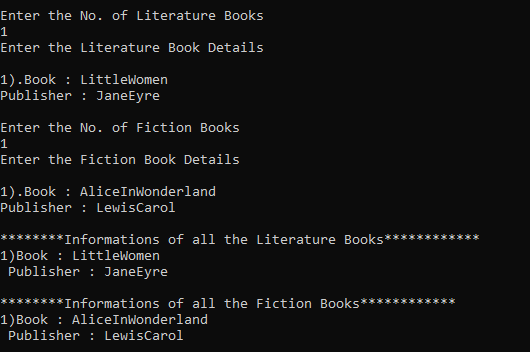 Enter the No. of Literature Books
1
Enter the Literature Book Details
1).Book : LittleWomen
Publisher : JaneEyre
Enter the No. of Fiction Books
1
Enter the Fiction Book Details
1).Book : AliceInWonderland
Publisher : LewisCarol
********Informations of all the Literature Books************
1)Book : LittleWomen
 Publisher : JaneEyre
********Informations of all the Fiction Books************
1)Book : AliceInWonderland
 Publisher : LewisCarol